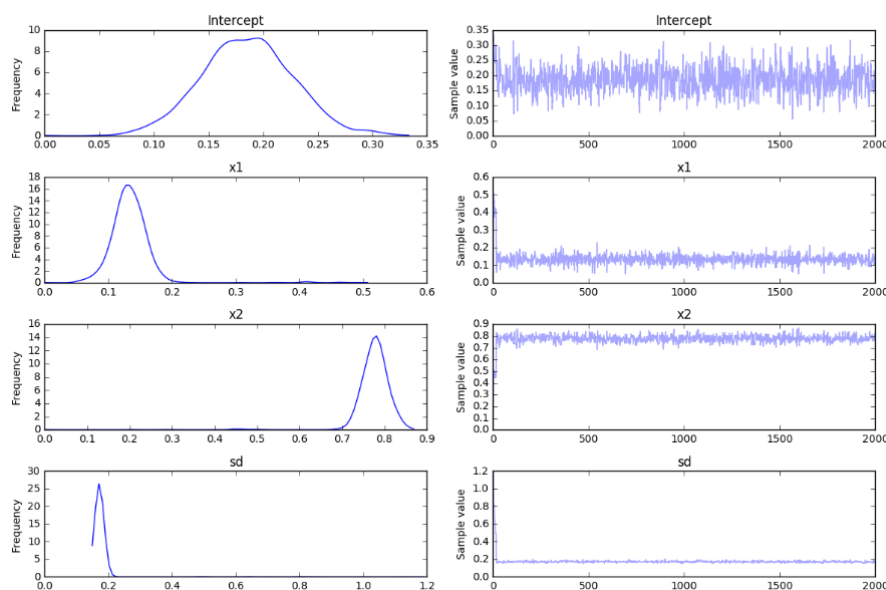 Intercept
Frequency
10
8
6
4
2
0
0.00 0.05 0.10 0.15 0.20 0.25 0.30 0.35
Intercept
Sample value
0.35
0.30
0.25
0.20
0.15
0.10
0.05
0.00
0 500 1000 1500 2000
x1
Frequency
18
16
14
12
10
8
6
4
2
0
0.0 0.1 0.2 0.3 0.4 0.5 0.6
x1
Sample value
0.6
0.5
0.4
0.3
0.2
0.1
0.0
0 500 1000 1500 2000
x2
Frequency
16
14
12
10
8
6
4
2
0
0.0 0.1 0.2 0.3 0.4 0.5 0.6 0.7 0.8 0.9
x2
Sample value
0.9
0.8
0.7
0.6
0.5
0.4
0.3
0.2
0.1
0.0
0 500 1000 1500 2000
sd
Frequency
30
25
20
15
10
5
0
0.0 0.2 0.4 0.6 0.8 1.0 1.2
sd
Sample value
1.2
1.0
0.8
0.6
0.4
0.2
0.0
0 500 1000 1500 2000